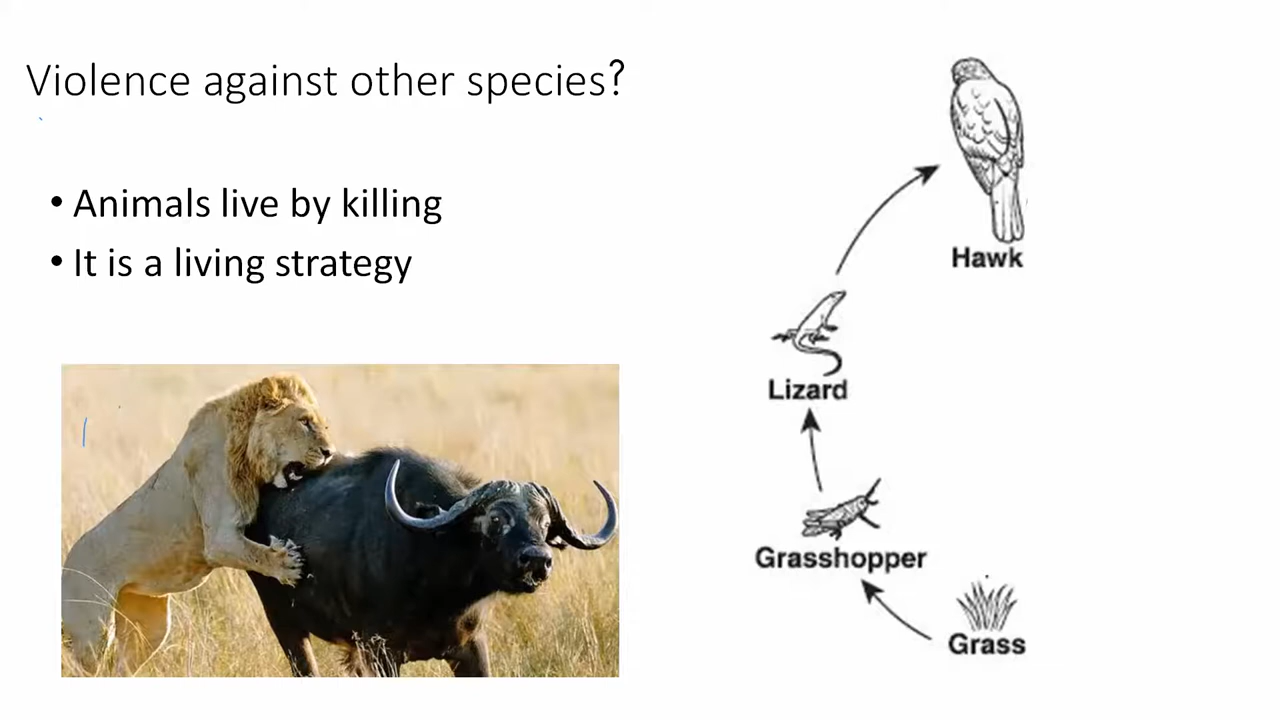 Violence against other species?
• Animals live by killing
• It is a living strategy
Hawk
Lizard
Grasshopper
Grass